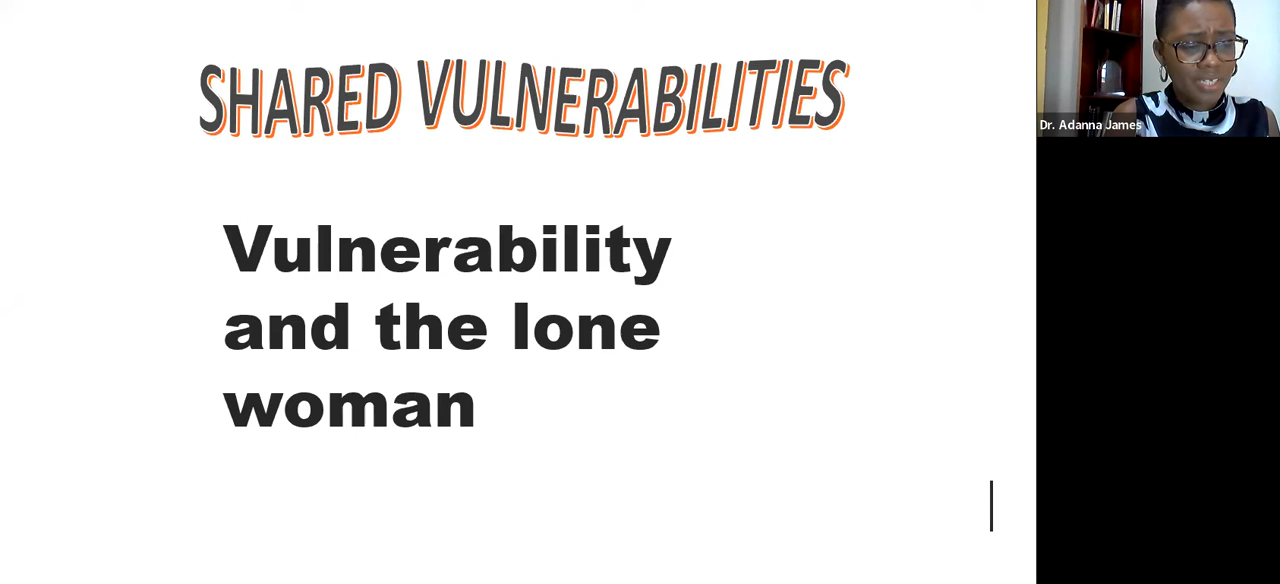 SHARED VULNERABILITIES
Vulnerability
and the lone
woman
Dr. Adanna James